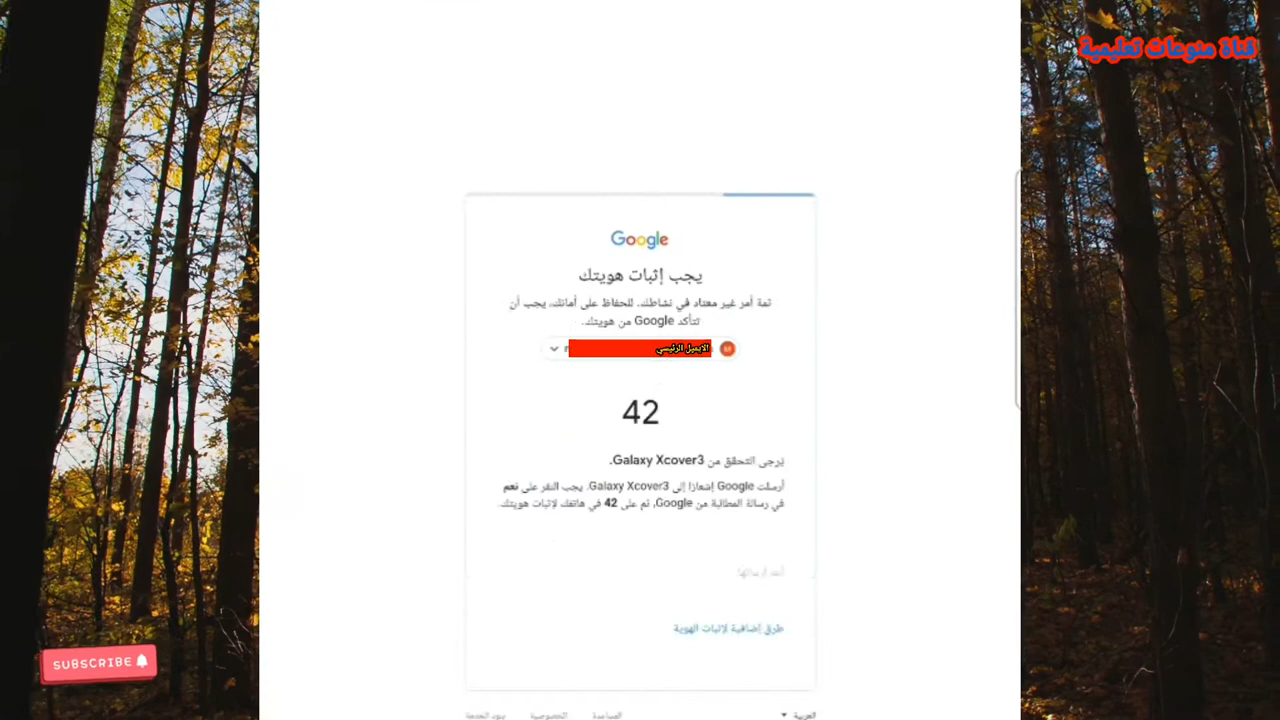 قناة منوعات تعليمية
Google
يجب إثبات هويتك
ثمة أمر غير معتاد في نشاطك. للحفاظ على أمانك، يجب أن
تتأكد Google من هويتك.
الايميل الرئيسي
42
يُرجى التحقق من Galaxy Xcover3.
أرسلت Google إشعارًا إلى Galaxy Xcover3. يجب النقر على نعم
في رسالة المطالبة من Google, ثم على 42 في هاتفك لإثبات هويتك.
أعد إرسالها
طرق إضافية لإثبات الهوية
SUBSCRIBE
العربية المساعدة الخصوصية بنود الخدمة